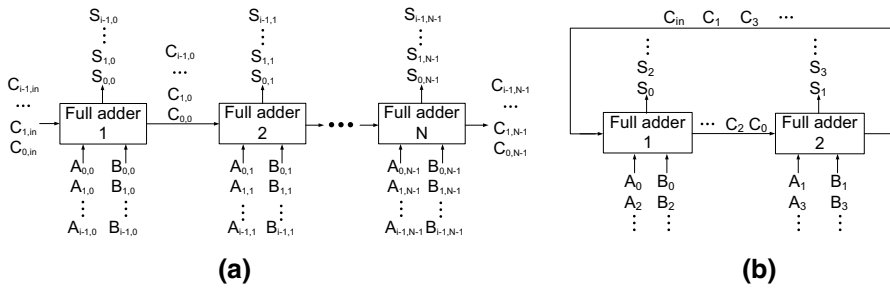 S_{i-1,0}
⋮
S_{1,0}
S_{0,0}
C_{i-1,in}
...
C_{1,in}
C_{0,in}
Full adder
1
A_{0,0} B_{0,0}
A_{1,0} B_{1,0}
⋮ ⋮
A_{i-1,0} B_{i-1,0}
C_{i-1,0}
...
C_{1,0}
C_{0,0}
S_{i-1,1}
⋮
S_{1,1}
S_{0,1}
Full adder
2
A_{0,1} B_{0,1}
A_{1,1} B_{1,1}
⋮ ⋮
A_{i-1,1} B_{i-1,1}
•••
S_{i-1,N-1}
⋮
S_{1,N-1}
S_{0,N-1}
Full adder
N
A_{0,N-1} B_{0,N-1}
A_{1,N-1} B_{1,N-1}
⋮ ⋮
A_{i-1,N-1} B_{i-1,N-1}
C_{i-1,N-1}
...
C_{1,N-1}
C_{0,N-1}
(a)
C_{in} C_1 C_3 ...
⋮
S_2
S_0
Full adder
1
A_0 B_0
A_2 B_2
⋮ ⋮
... C_2 C_0
⋮
S_3
S_1
Full adder
2
A_1 B_1
A_3 B_3
⋮ ⋮
(b)